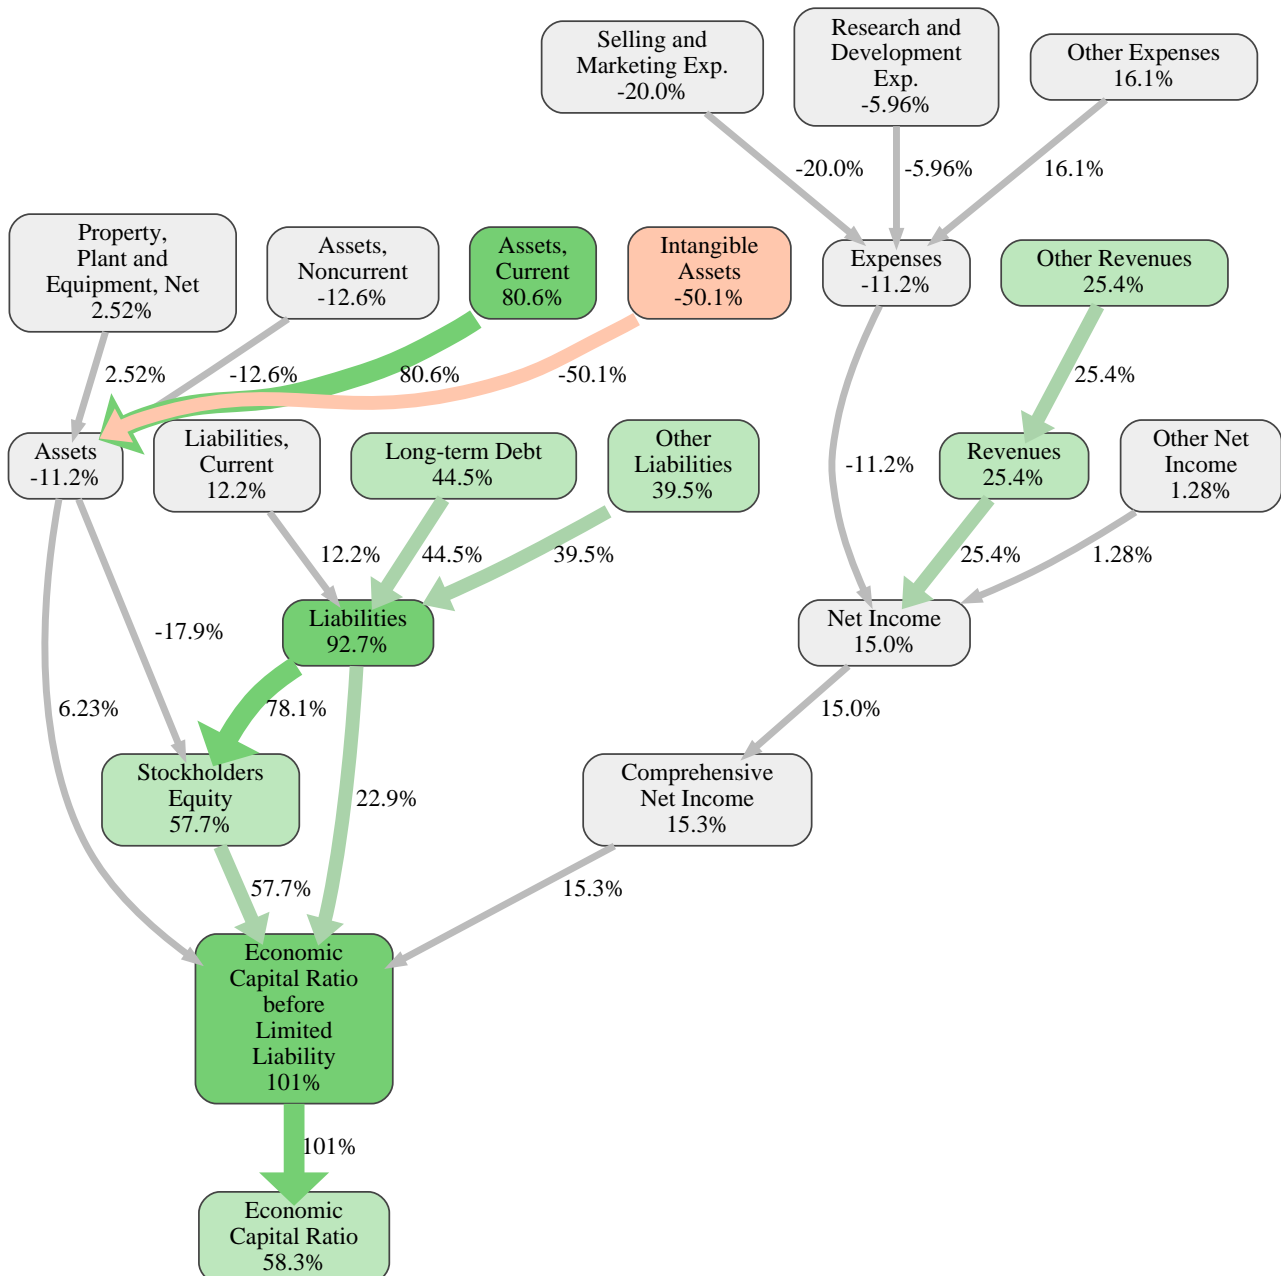 Selling and
Marketing Exp.
-20.0%
Research and
Development
Exp.
-5.96%
Other Expenses
16.1%
-20.0%
-5.96%
16.1%
Property,
Plant and
Equipment, Net
2.52%
Assets,
Noncurrent
-12.6%
Assets,
Current
80.6%
Intangible
Assets
-50.1%
Expenses
-11.2%
Other Revenues
25.4%
2.52%
-12.6%
80.6%
-50.1%
25.4%
Assets
-11.2%
Liabilities,
Current
12.2%
Long-term Debt
44.5%
Other
Liabilities
39.5%
-11.2%
Revenues
25.4%
Other Net
Income
1.28%
12.2%
44.5%
39.5%
25.4%
1.28%
Liabilities
92.7%
Net Income
15.0%
-17.9%
6.23%
78.1%
15.0%
Stockholders
Equity
57.7%
22.9%
Comprehensive
Net Income
15.3%
57.7%
15.3%
Economic
Capital Ratio
before
Limited
Liability
101%
101%
Economic
Capital Ratio
58.3%